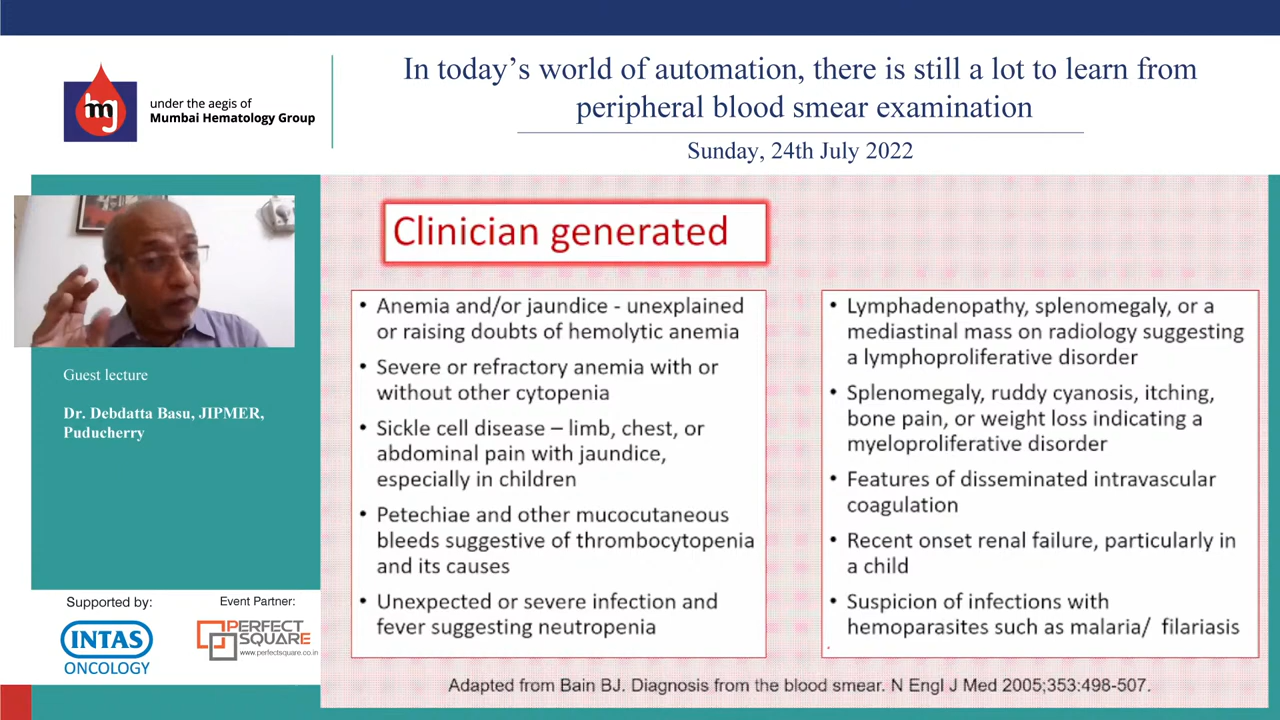 In today's world of automation, there is still a lot to learn from
peripheral blood smear examination
Sunday, 24th July 2022
mg
under the aegis of
Mumbai Hematology Group
Guest lecture
Dr. Debdatta Basu, JIPMER,
Puducherry
Supported by:
INTAS
ONCOLOGY
Event Partner:
PERFECT
SQUARE
www.perfectsquare.co.in
Clinician generated
• Anemia and/or jaundice - unexplained
or raising doubts of hemolytic anemia
• Severe or refractory anemia with or
without other cytopenia
• Sickle cell disease – limb, chest, or
abdominal pain with jaundice,
especially in children
• Petechiae and other mucocutaneous
bleeds suggestive of thrombocytopenia
and its causes
• Unexpected or severe infection and
fever suggesting neutropenia
• Lymphadenopathy, splenomegaly, or a
mediastinal mass on radiology suggesting
a lymphoproliferative disorder
• Splenomegaly, ruddy cyanosis, itching,
bone pain, or weight loss indicating a
myeloproliferative disorder
• Features of disseminated intravascular
coagulation
• Recent onset renal failure, particularly in
a child
• Suspicion of infections with
hemoparasites such as malaria/ filariasis
Adapted from Bain BJ. Diagnosis from the blood smear. N Engl J Med 2005;353:498-507.